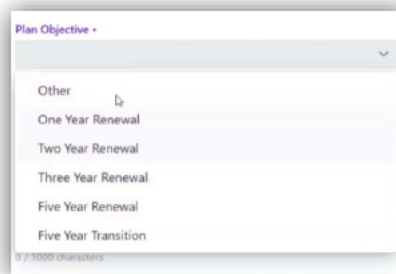 Plan Objective •
Other
One Year Renewal
Two Year Renewal
Three Year Renewal
Five Year Renewal
Five Year Transition
0 / 1000 characters